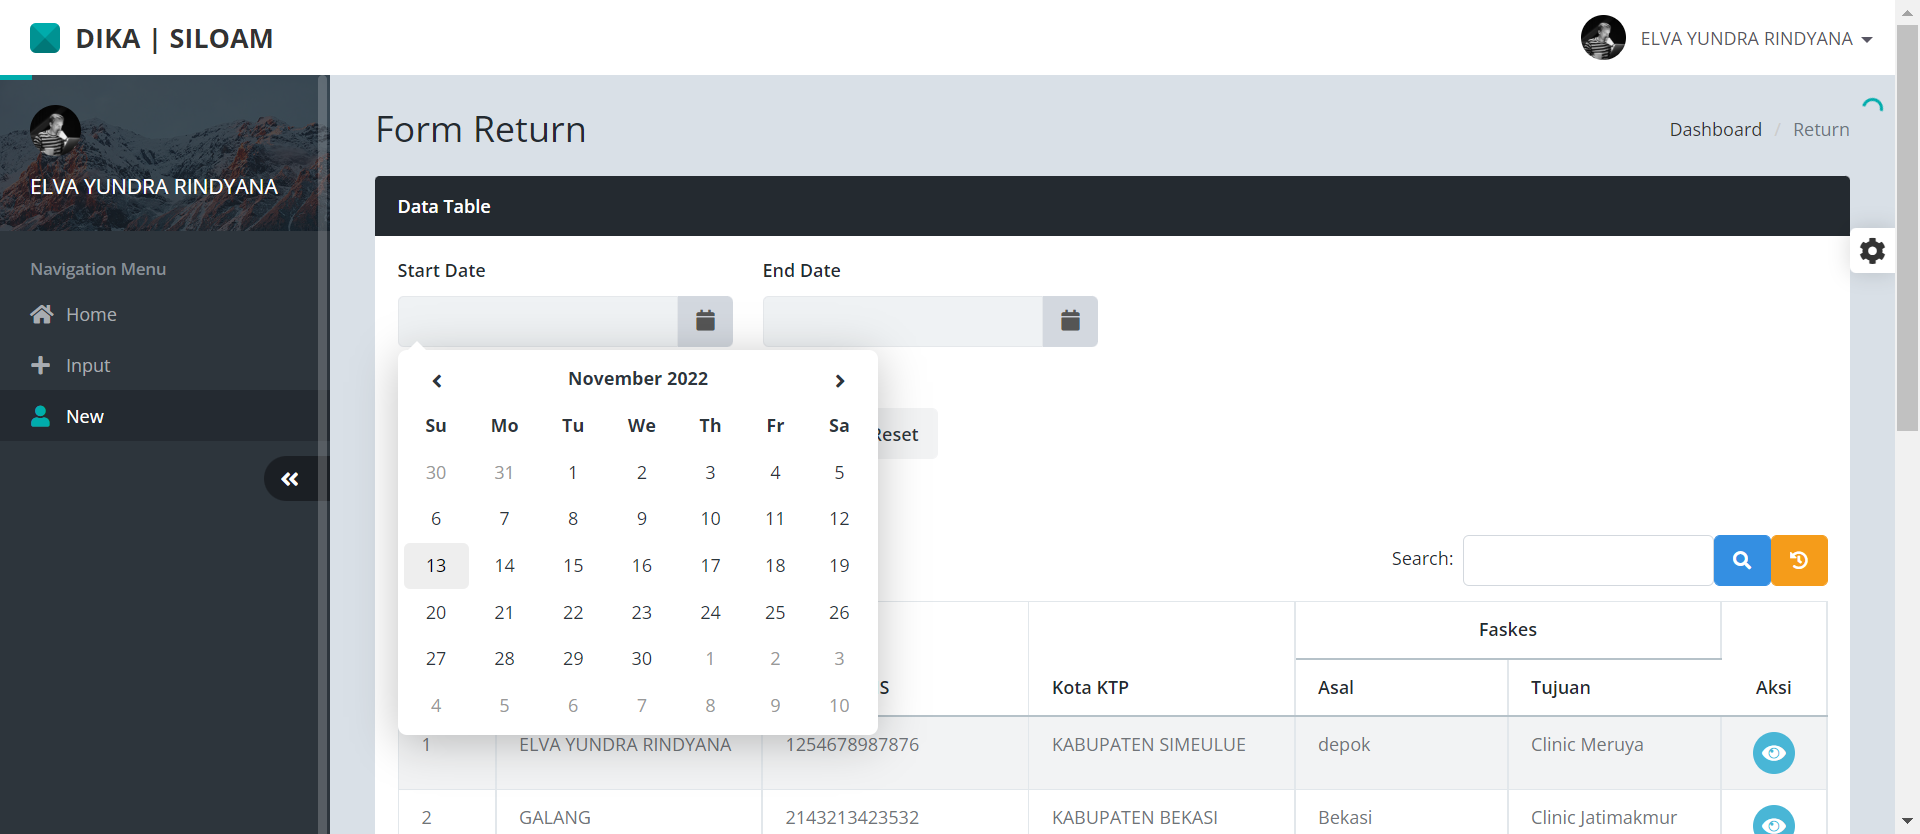 DIKA | SILOAM
ELVA YUNDRA RINDYANA
ELVA YUNDRA RINDYANA
Navigation Menu
Home
Input
New
Form Return
Dashboard / Return
Data Table
Start Date
End Date
November 2022
Su Mo Tu We Th Fr Sa
30 31 1 2 3 4 5
6 7 8 9 10 11 12
13 14 15 16 17 18 19
20 21 22 23 24 25 26
27 28 29 30 1 2 3
4 5 6 7 8 9 10
Reset
Search:
Faskes
S Kota KTP Asal Tujuan Aksi
1 ELVA YUNDRA RINDYANA 1254678987876 KABUPATEN SIMEULUE depok Clinic Meruya
2 GALANG 2143213423532 KABUPATEN BEKASI Bekasi Clinic Jatimakmur